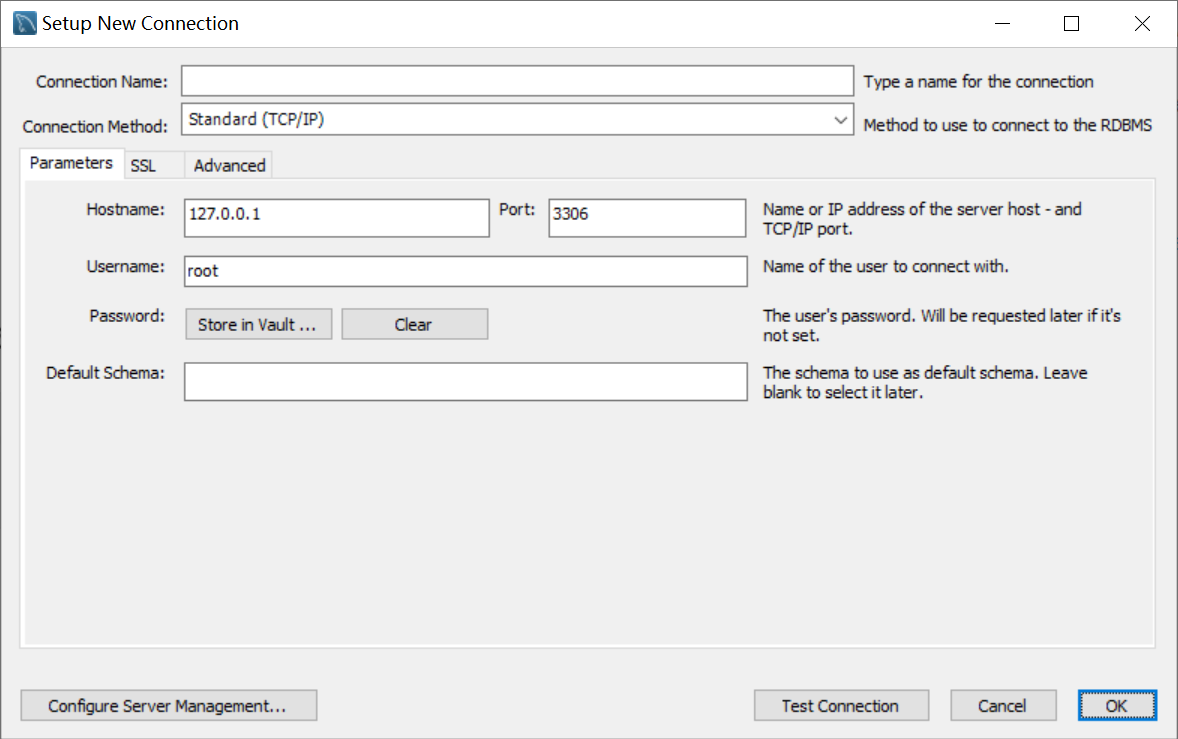 Setup New Connection
Connection Name:
Type a name for the connection
Connection Method:
Standard (TCP/IP)
Method to use to connect to the RDBMS
Parameters
SSL
Advanced
Hostname:
127.0.0.1
Port:
3306
Name or IP address of the server host - and
TCP/IP port.
Username:
root
Name of the user to connect with.
Password:
Store in Vault ...
Clear
The user's password. Will be requested later if it's
not set.
Default Schema:
The schema to use as default schema. Leave
blank to select it later.
Configure Server Management...
Test Connection
Cancel
OK